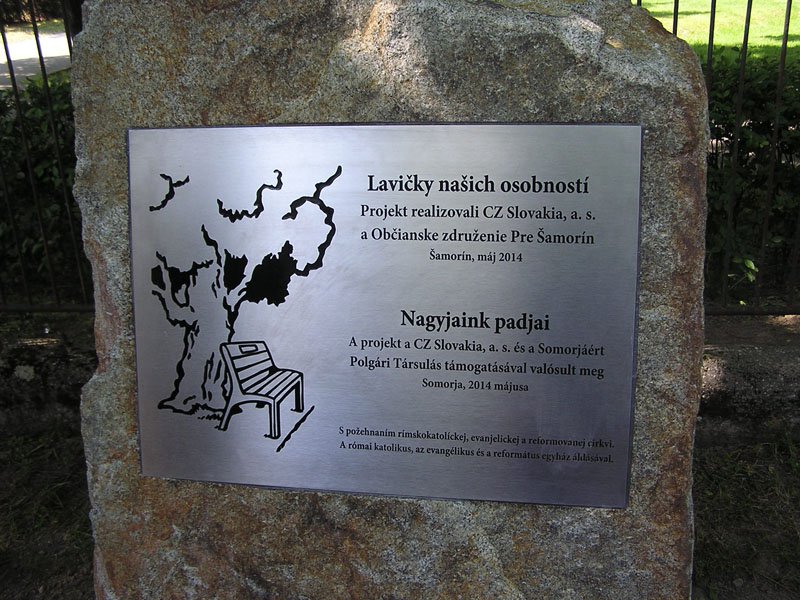 Lavičky našich osobností
Projekt realizovali CZ Slovakia, a. s.
a Občianske združenie Pre Šamorín
Šamorín, máj 2014
Nagyjaink padjai
A projekt a CZ Slovakia, a. s. és a Somorjáért
Polgári Társulás támogatásával valósult meg
Somorja, 2014 májusa
S požehnaním rímskokatolíckej, evanjelickej a reformovanej cirkvi.
A római katolikus, az evangélikus és a református egyház áldásával.